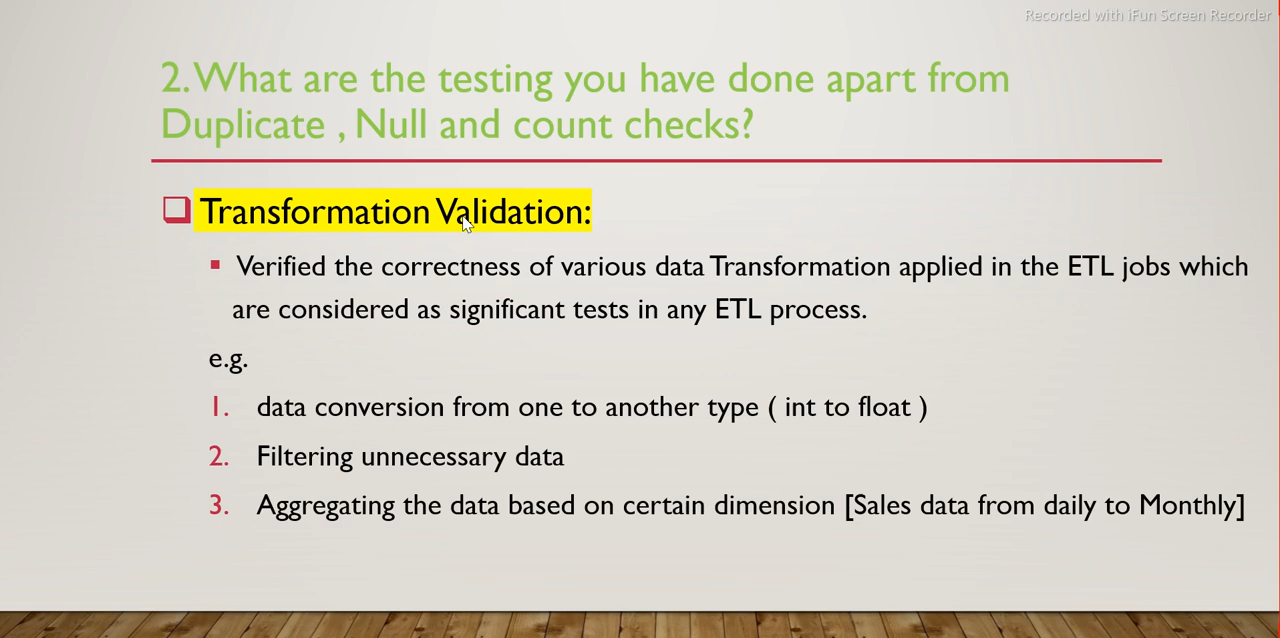 Recorded with iFun Screen Recorder
2. What are the testing you have done apart from
Duplicate , Null and count checks?
Transformation Validation:
Verified the correctness of various data Transformation applied in the ETL jobs which
are considered as significant tests in any ETL process.
e.g.
1. data conversion from one to another type ( int to float )
2. Filtering unnecessary data
3. Aggregating the data based on certain dimension [Sales data from daily to Monthly]